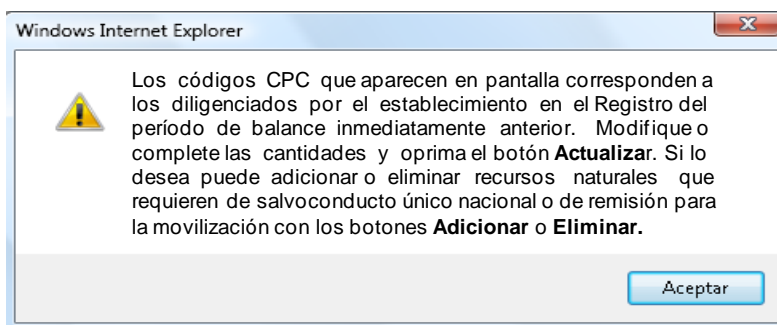 Windows Internet Explorer
X
Los códigos CPC que aparecen en pantalla corresponden a
los diligenciados por el establecimiento en el Registro del
período de balance inmediatamente anterior. Modifique o
complete las cantidades y oprima el botón Actualizar. Si lo
desea puede adicionar o eliminar recursos naturales que
requieren de salvoconducto único nacional o de remisión para
la movilización con los botones Adicionar o Eliminar.
Aceptar